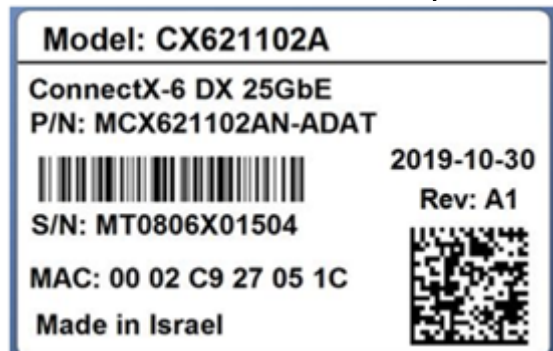 Model: CX621102A
ConnectX-6 DX 25GbE
P/N: MCX621102AN-ADAT
2019-10-30
Rev: A1
S/N: MT0806X01504
MAC: 00 02 C9 27 05 1C
Made in Israel